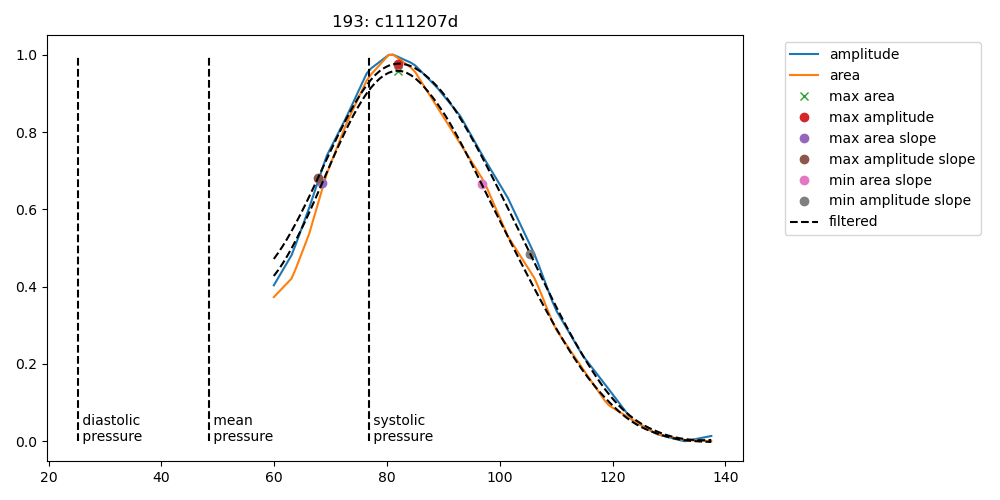 193: c111207d
1.0
0.8
0.6
0.4
0.2
0.0
diastolic
pressure
mean
pressure
systolic
pressure
20
40
60
80
100
120
140
amplitude
area
max area
max amplitude
max area slope
max amplitude slope
min area slope
min amplitude slope
filtered